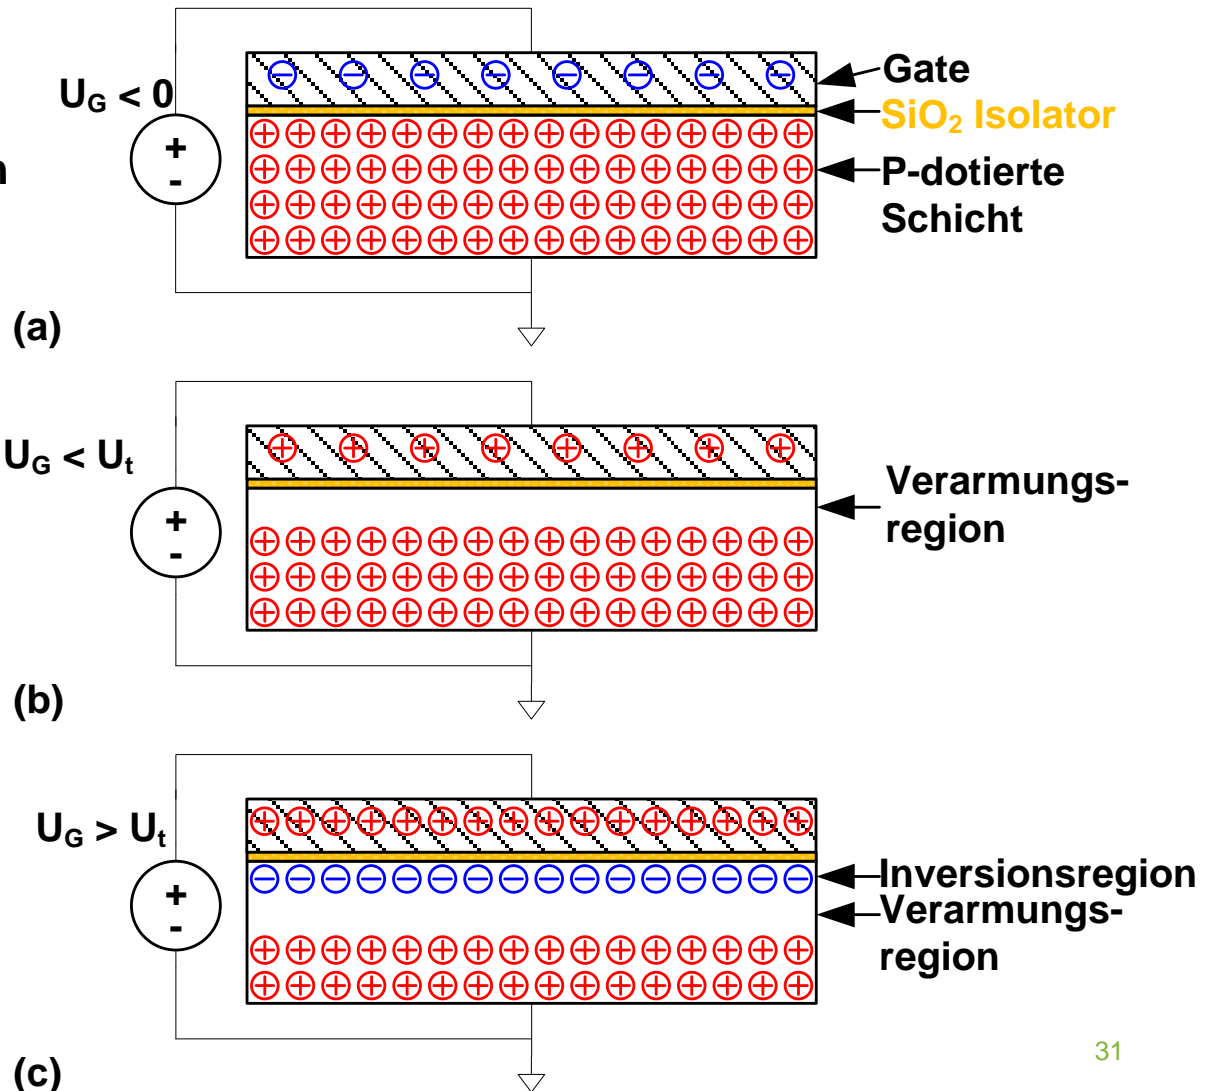 U_G < 0
+
-
n
Gate
SiO₂ Isolator
P-dotierte
Schicht
(a)
U_G < U_t
+
-
Verarmungs-
region
(b)
U_G > U_t
+
-
Inversionsregion
Verarmungs-
region
(c)
31